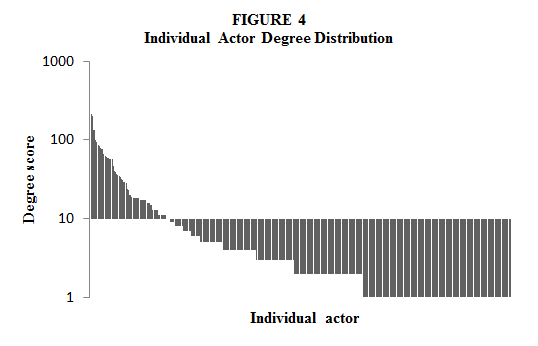 FIGURE 4
Individual Actor Degree Distribution
1000
100
10
1
Degree score
Individual actor